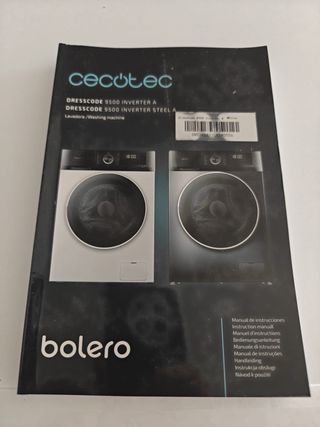 cecotec
DRESSCODE 9500 INVERTER A
DRESSCODE 9500 INVERTER STEEL A
Lavadora /Washing machine
bolero
Manual de instrucciones
Instruction manual
Manuel d'instructions
Bedienungsanleitung
Manuale di istruzioni
Manual de instruções
Handleiding
Instrukcja obsługi
Návod k použití